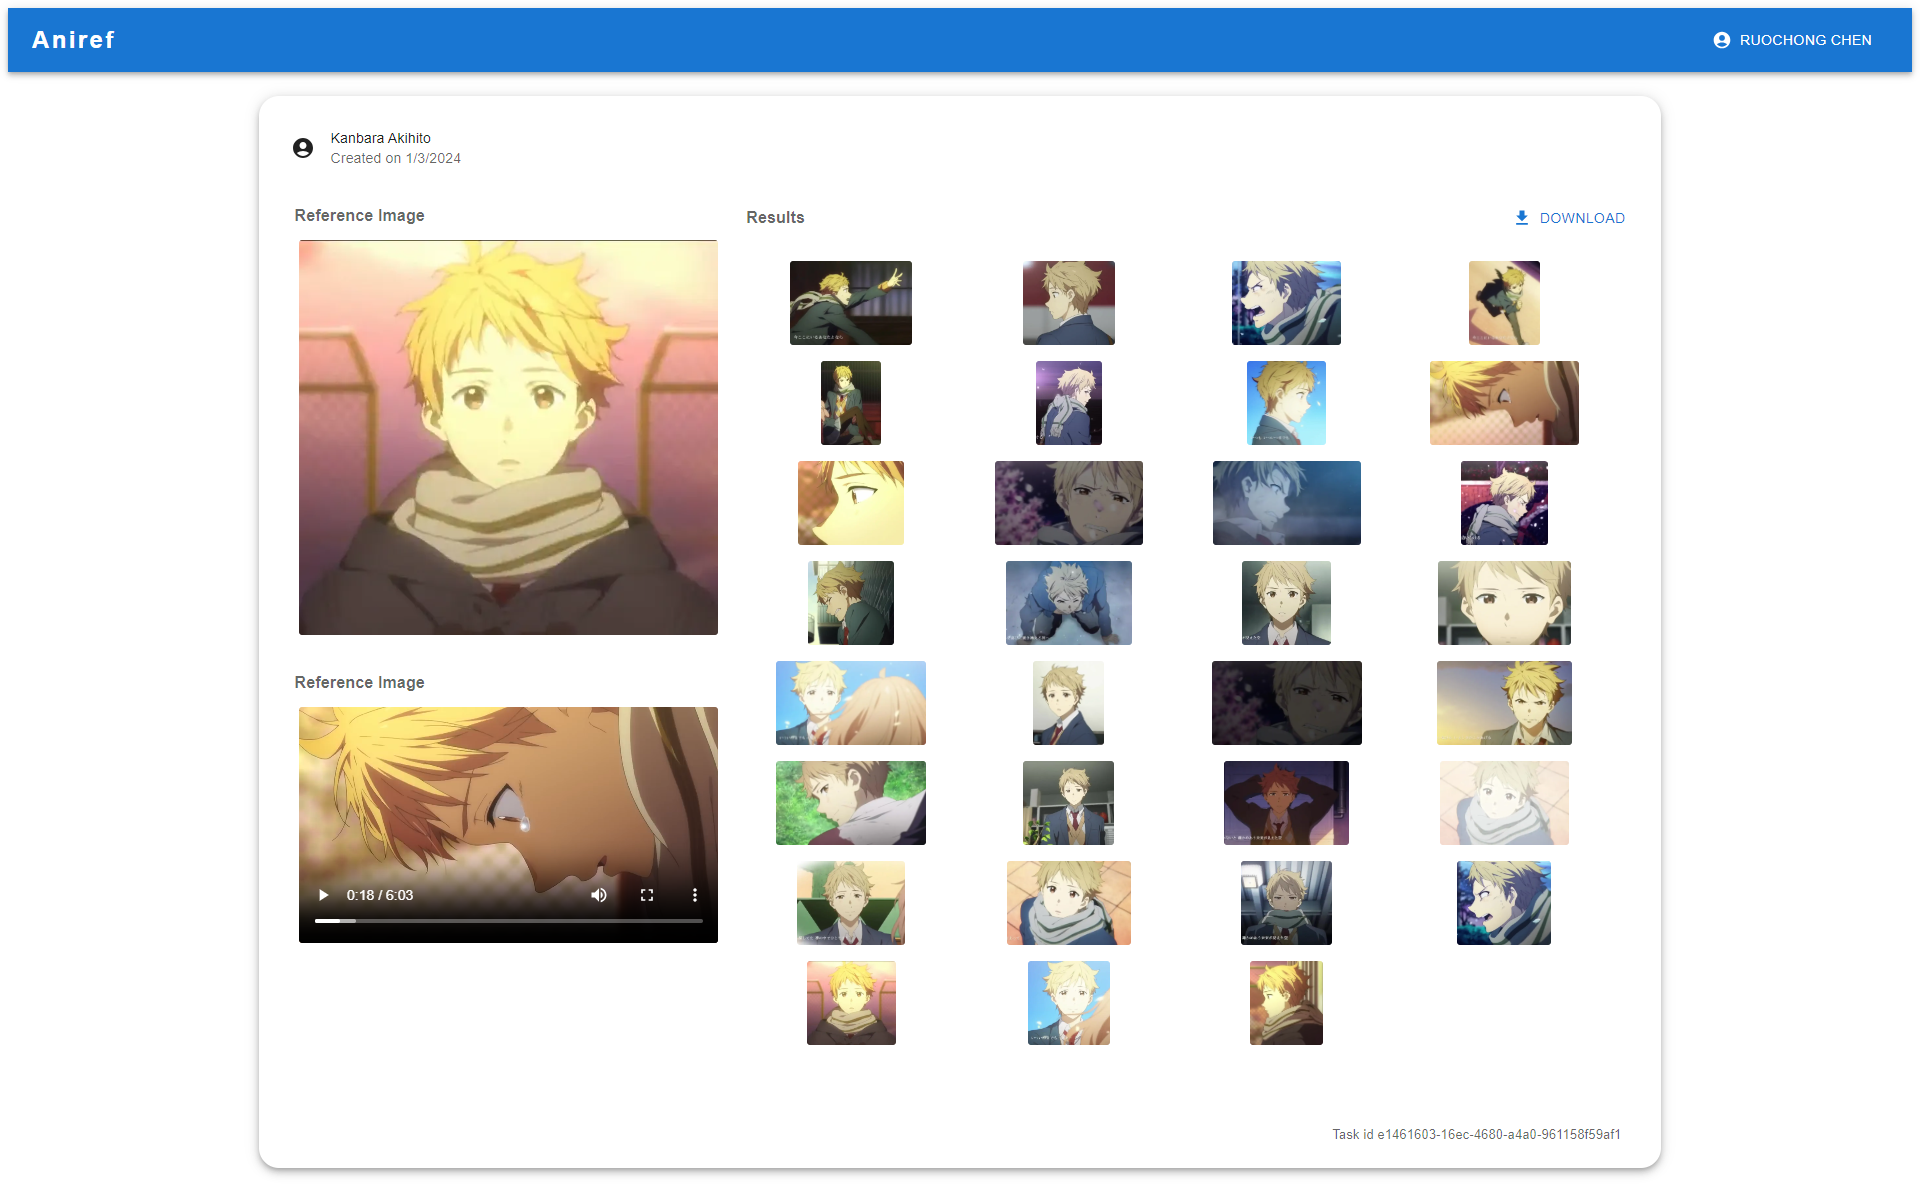 Aniref
RUOCHONG CHEN
Kanbara Akihito
Created on 1/3/2024
Reference Image
Results
DOWNLOAD
Reference Image
0:18 / 6:03
Task id e1461603-16ec-4680-a4a0-961158f59af1